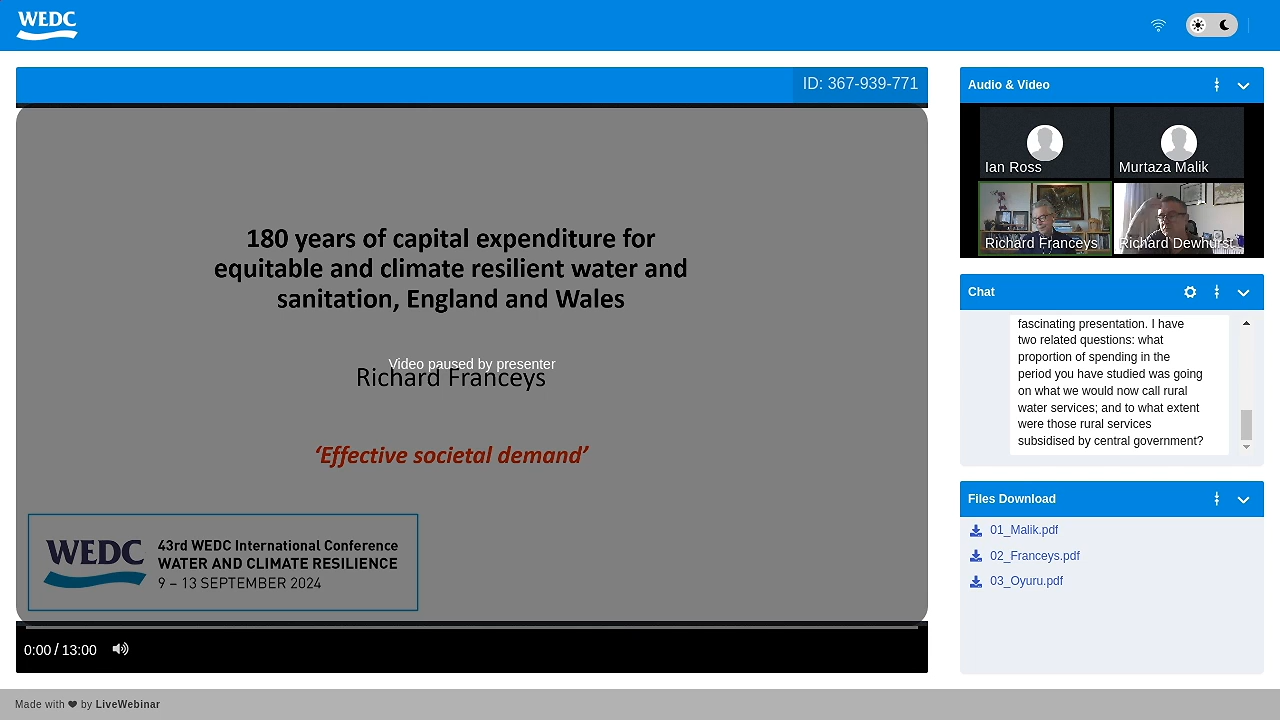 WEDC
ID: 367-939-771
180 years of capital expenditure for
equitable and climate resilient water and
sanitation, England and Wales
Video paused by presenter
Richard Franceys
‘Effective societal demand’
WEDC
43rd WEDC International Conference
WATER AND CLIMATE RESILIENCE
9 – 13 SEPTEMBER 2024
0:00 / 13:00
Audio & Video
Ian Ross
Murtaza Malik
Richard Franceys
Richard Dewhurst
Chat
fascinating presentation. I have
two related questions: what
proportion of spending in the
period you have studied was going
on what we would now call rural
water services; and to what extent
were those rural services
subsidised by central government?
Files Download
01_Malik.pdf
02_Franceys.pdf
03_Oyuru.pdf
Made with ❤ by LiveWebinar